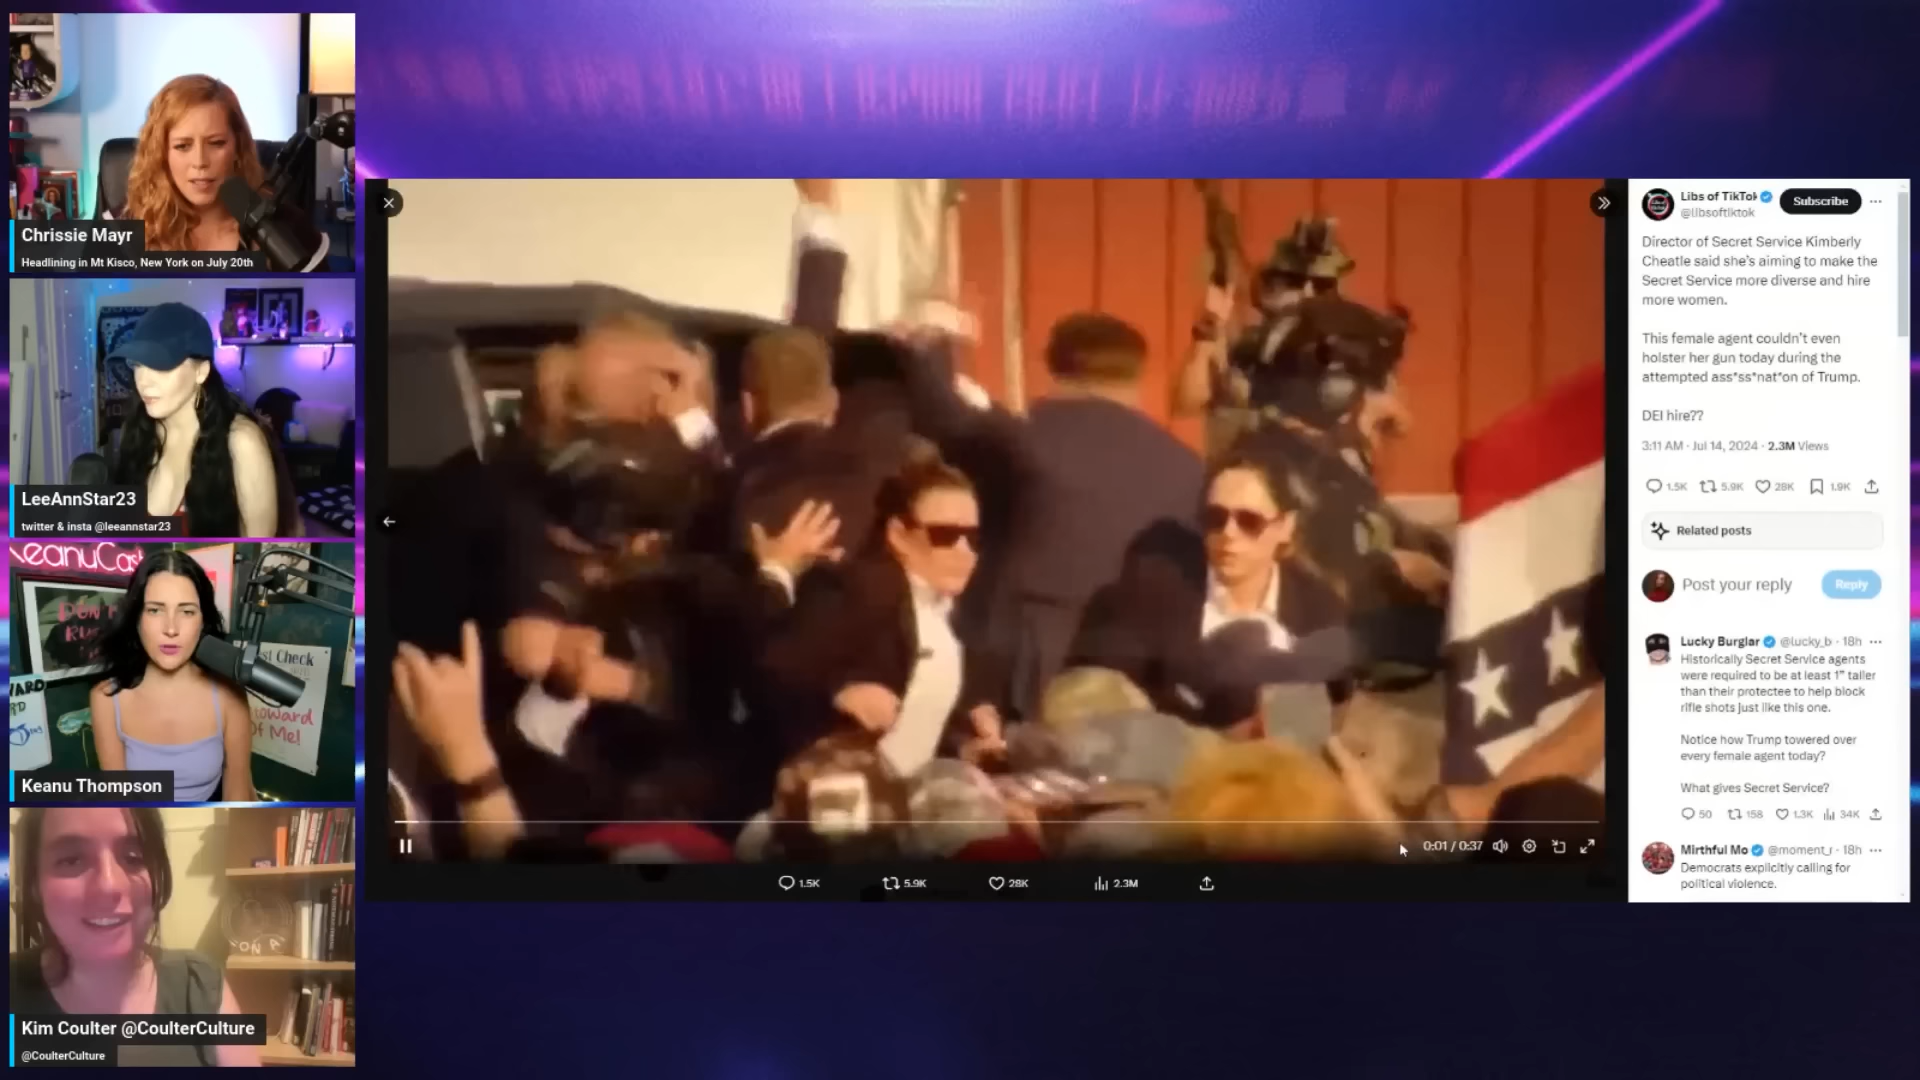 Chrissie Mayr
Headlining in Mt Kisco, New York on July 20th
LeeAnnStar23
twitter & insta @leeannstar23
KeanuCas
DON'T
Check
toward
of Me!
Keanu Thompson
Kim Coulter @CoulterCulture
@CoulterCulture
0:01 / 0:37
1.5K
5.9K
28K
2.3M
Libs of TikTok
Subscribe
@libsoftiktok
Director of Secret Service Kimberly
Cheatle said she's aiming to make the
Secret Service more diverse and hire
more women.
This female agent couldn't even
holster her gun today during the
attempted ass*ss*nat*on of Trump.
DEI hire??
3:11 AM · Jul 14, 2024 · 2.3M Views
1.5K
5.9K
28K
1.9K
Related posts
Post your reply
Reply
Lucky Burglar @lucky_b · 18h
Historically Secret Service agents
were required to be at least 1" taller
than their protectee to help block
rifle shots just like this one.
Notice how Trump towered over
every female agent today?
What gives Secret Service?
50
158
1.3K
34K
Mirthful Mo @moment_r · 18h
Democrats explicitly calling for
political violence.